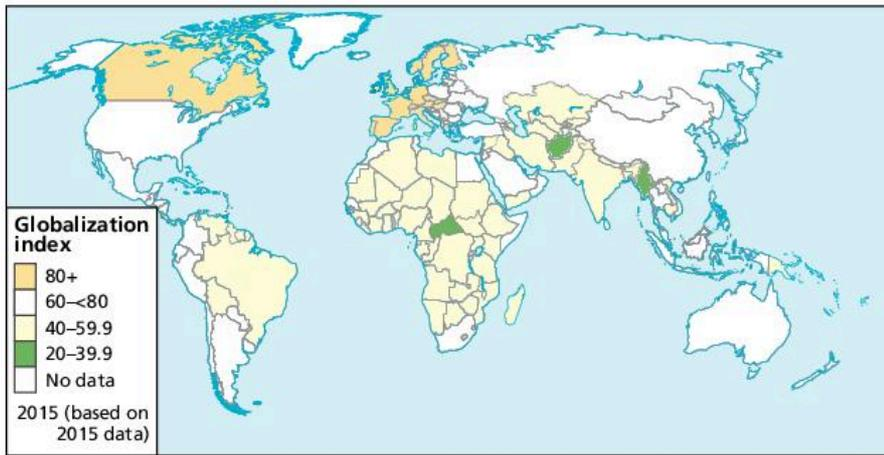 Globalization
index
80+
60–<80
40–59.9
20–39.9
No data
2015 (based on
2015 data)